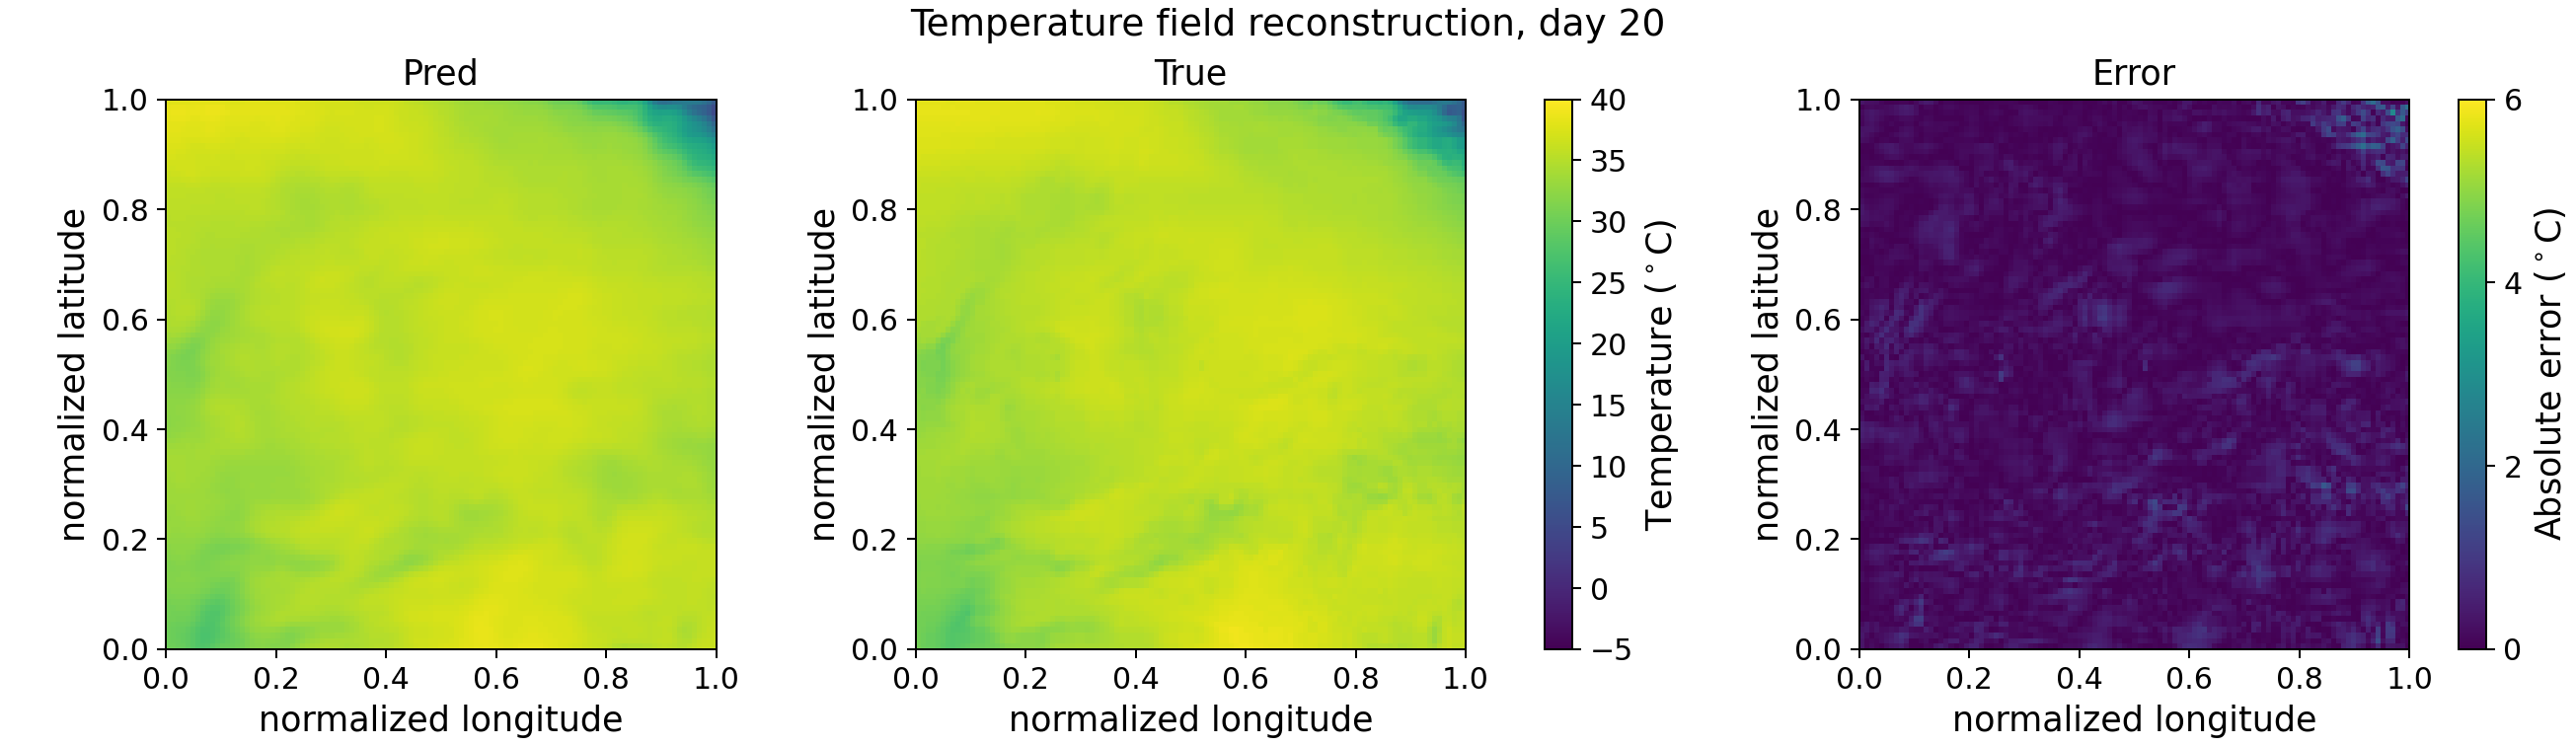 Temperature field reconstruction, day 20
Pred
1.0
0.8
0.6
0.4
0.2
0.0
normalized latitude
0.0 0.2 0.4 0.6 0.8 1.0
normalized longitude
True
1.0
0.8
0.6
0.4
0.2
0.0
normalized latitude
0.0 0.2 0.4 0.6 0.8 1.0
normalized longitude
40
35
30
25
20
15
10
5
0
−5
Temperature (°C)
Error
1.0
0.8
0.6
0.4
0.2
0.0
normalized latitude
0.0 0.2 0.4 0.6 0.8 1.0
normalized longitude
6
4
2
0
Absolute error (°C)